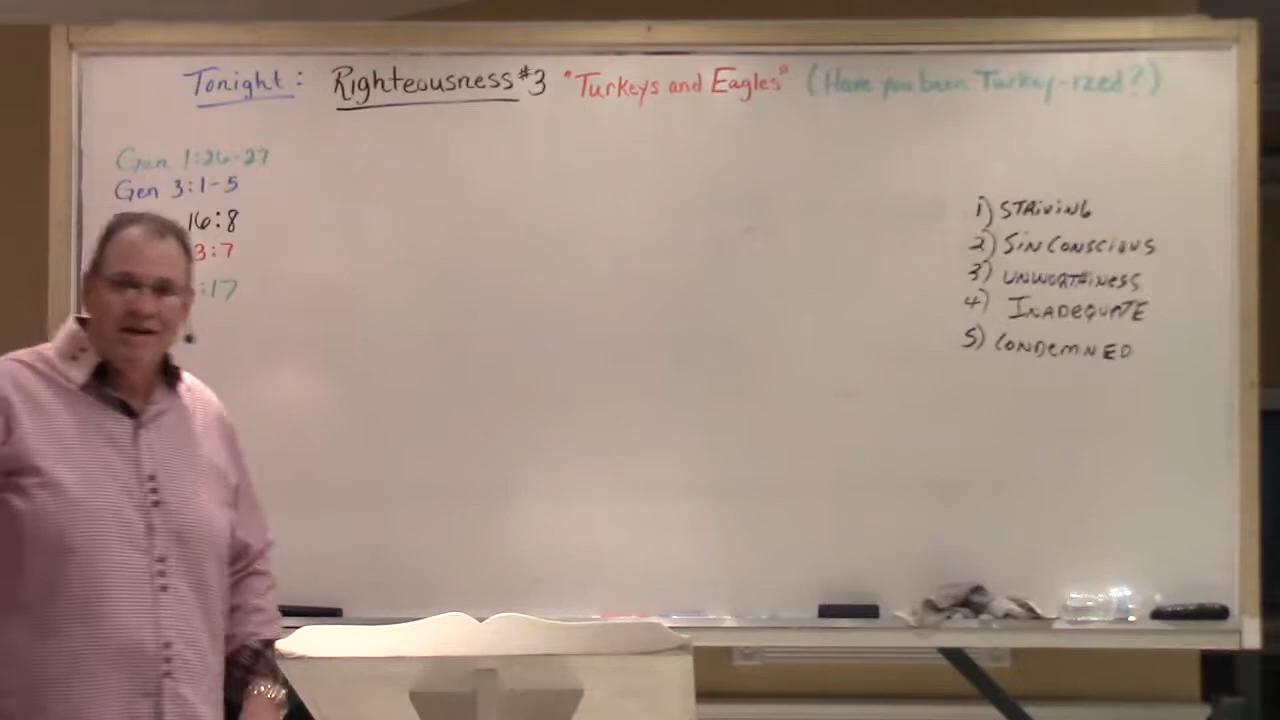 Tonight: Righteousness #3 "Turkeys and Eagles" (Have you been Turkey-ized?)
Gen 1:26-27
Gen 3:1-5
16:8
3:7
:17
1) STRIVING
2) SIN CONSCIOUS
3) UNWORTHINESS
4) INADEQUATE
5) CONDEMNED